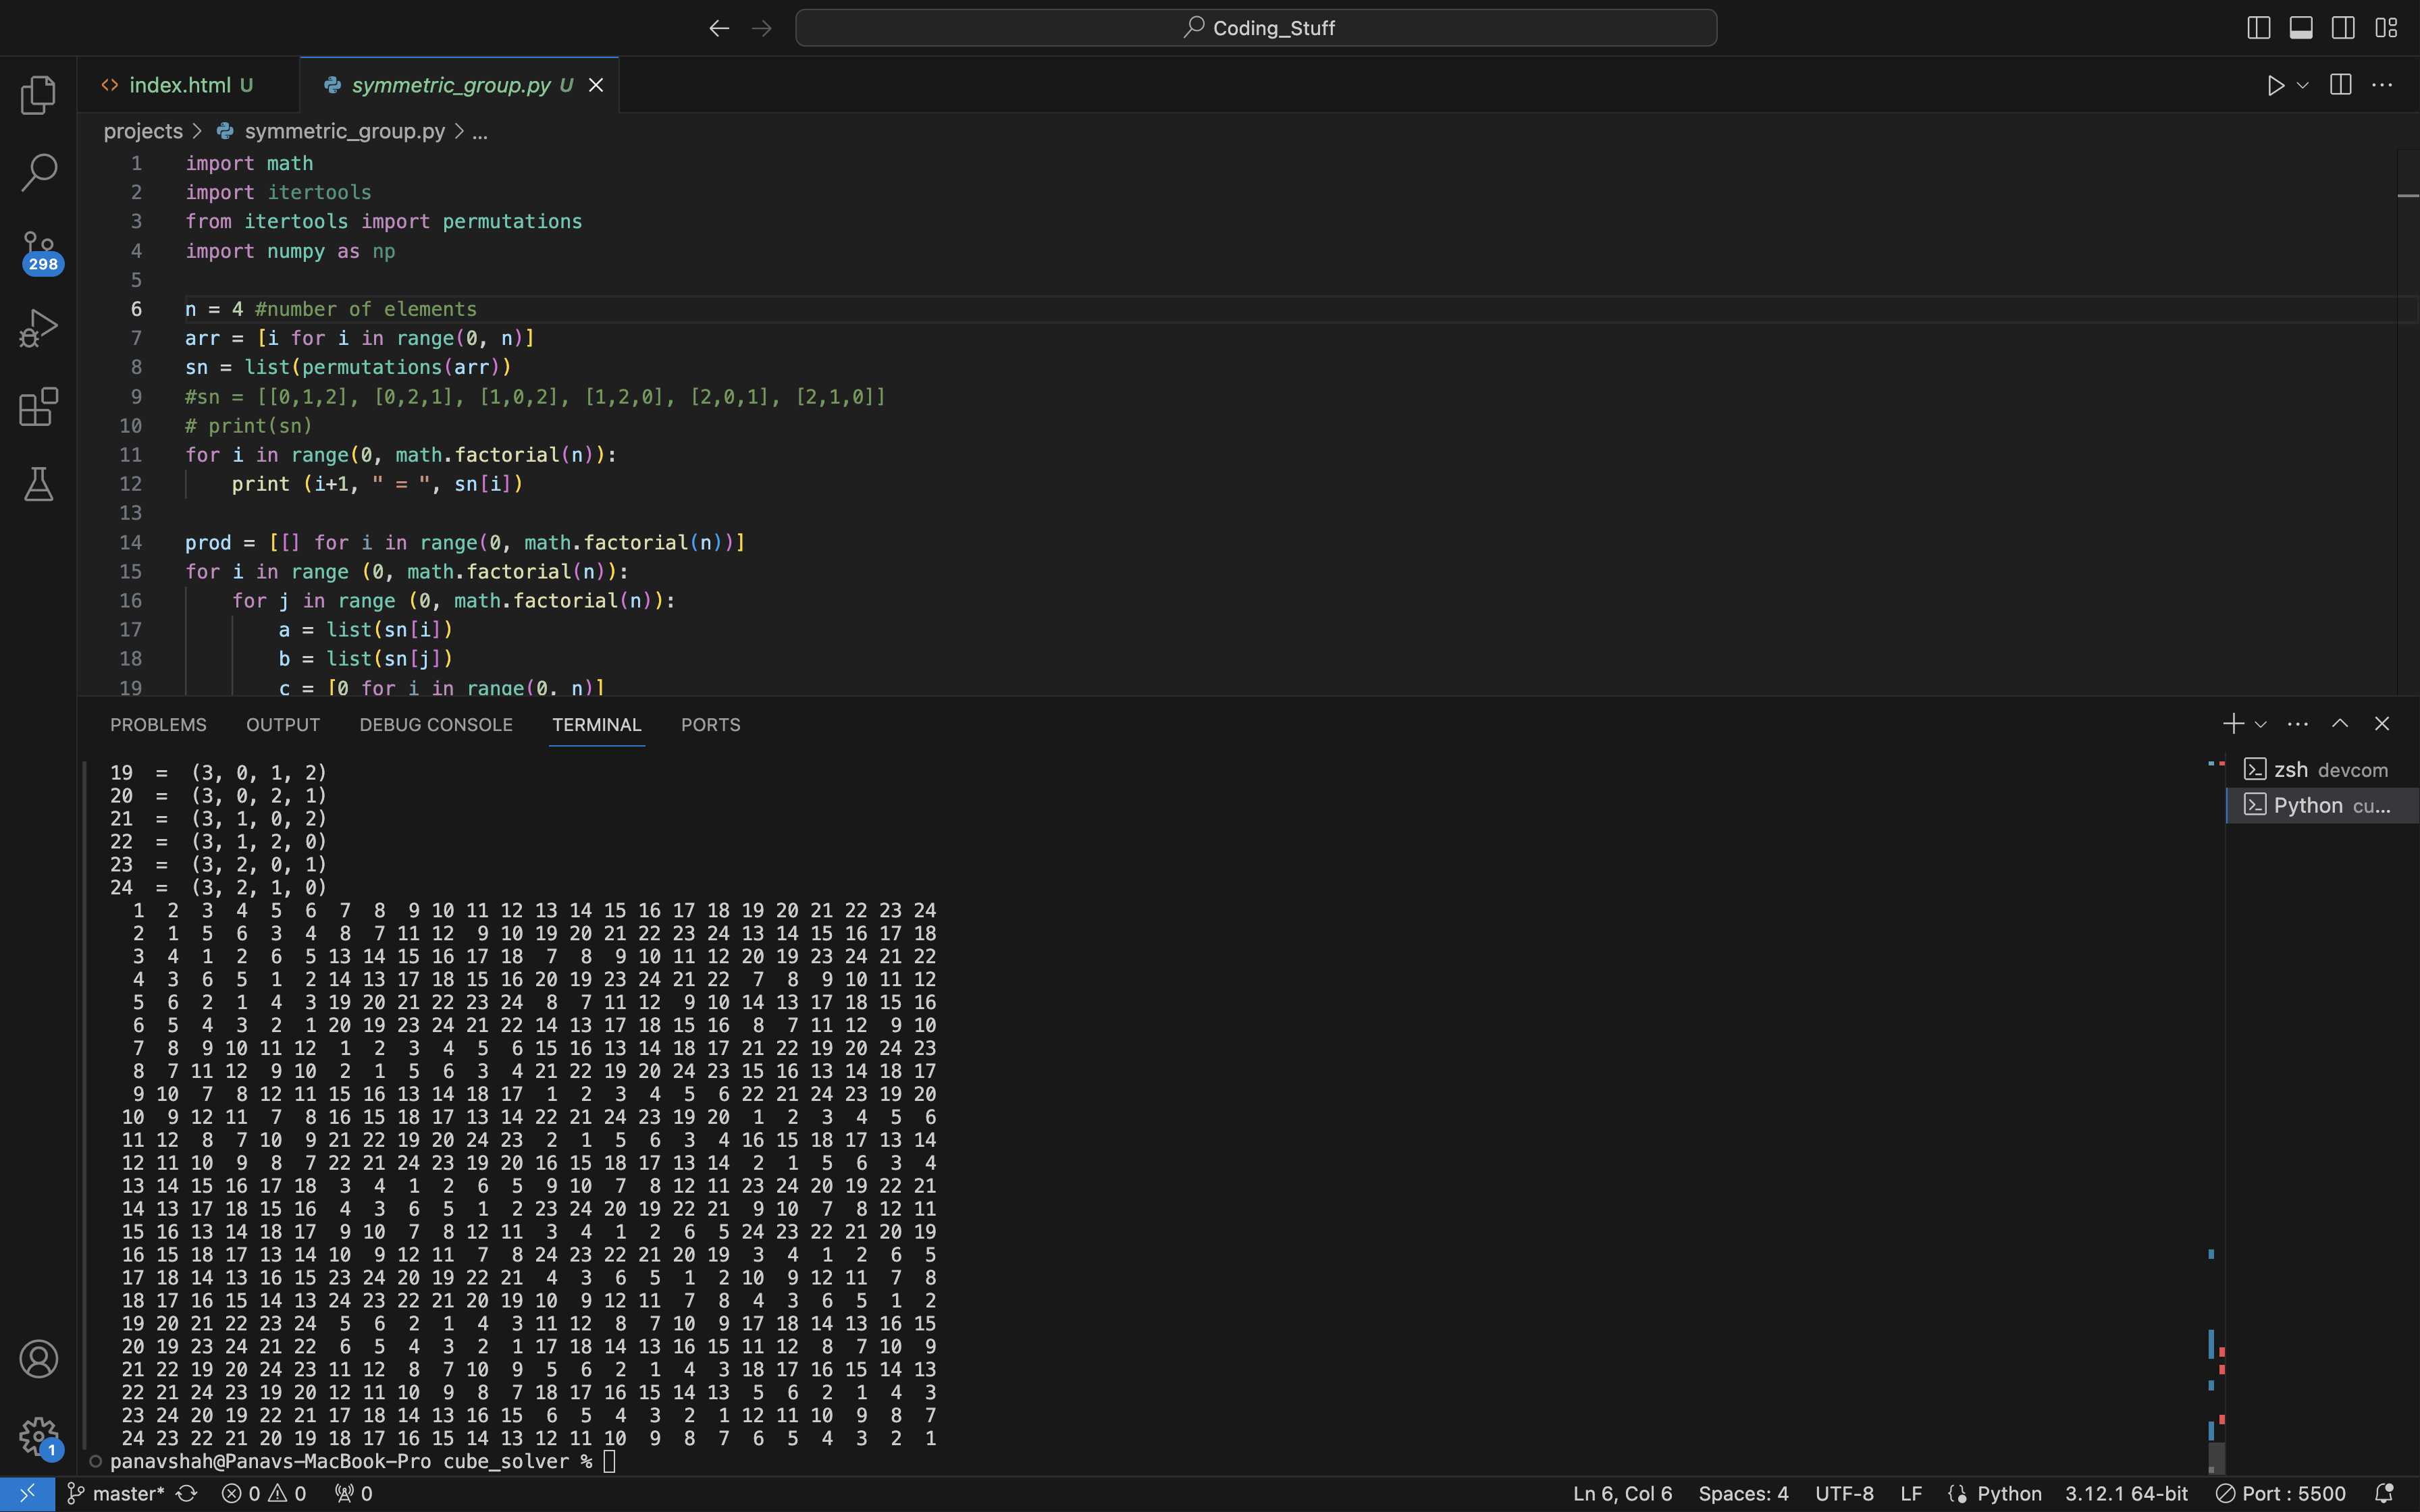 Coding_Stuff
index.html U
symmetric_group.py U
projects > symmetric_group.py > ...
1 import math
2 import itertools
3 from itertools import permutations
4 import numpy as np
5
6 n = 4 #number of elements
7 arr = [i for i in range(0, n)]
8 sn = list(permutations(arr))
9 #sn = [[0,1,2], [0,2,1], [1,0,2], [1,2,0], [2,0,1], [2,1,0]]
10 # print(sn)
11 for i in range(0, math.factorial(n)):
12 print (i+1, " = ", sn[i])
13
14 prod = [[] for i in range(0, math.factorial(n))]
15 for i in range (0, math.factorial(n)):
16 for j in range (0, math.factorial(n)):
17 a = list(sn[i])
18 b = list(sn[j])
19 c = [0 for i in range(0, n)]
298
1
PROBLEMS OUTPUT DEBUG CONSOLE TERMINAL PORTS
zsh devcom
Python cu...
19 = (3, 0, 1, 2)
20 = (3, 0, 2, 1)
21 = (3, 1, 0, 2)
22 = (3, 1, 2, 0)
23 = (3, 2, 0, 1)
24 = (3, 2, 1, 0)
1 2 3 4 5 6 7 8 9 10 11 12 13 14 15 16 17 18 19 20 21 22 23 24
2 1 5 6 3 4 8 7 11 12 9 10 19 20 21 22 23 24 13 14 15 16 17 18
3 4 1 2 6 5 13 14 15 16 17 18 7 8 9 10 11 12 20 19 23 24 21 22
4 3 6 5 1 2 14 13 17 18 15 16 20 19 23 24 21 22 7 8 9 10 11 12
5 6 2 1 4 3 19 20 21 22 23 24 8 7 11 12 9 10 14 13 17 18 15 16
6 5 4 3 2 1 20 19 23 24 21 22 14 13 17 18 15 16 8 7 11 12 9 10
7 8 9 10 11 12 1 2 3 4 5 6 15 16 13 14 18 17 21 22 19 20 24 23
8 7 11 12 9 10 2 1 5 6 3 4 21 22 19 20 24 23 15 16 13 14 18 17
9 10 7 8 12 11 15 16 13 14 18 17 1 2 3 4 5 6 22 21 24 23 19 20
10 9 12 11 7 8 16 15 18 17 13 14 22 21 24 23 19 20 1 2 3 4 5 6
11 12 8 7 10 9 21 22 19 20 24 23 2 1 5 6 3 4 16 15 18 17 13 14
12 11 10 9 8 7 22 21 24 23 19 20 16 15 18 17 13 14 2 1 5 6 3 4
13 14 15 16 17 18 3 4 1 2 6 5 9 10 7 8 12 11 23 24 20 19 22 21
14 13 17 18 15 16 4 3 6 5 1 2 23 24 20 19 22 21 9 10 7 8 12 11
15 16 13 14 18 17 9 10 7 8 12 11 3 4 1 2 6 5 24 23 22 21 20 19
16 15 18 17 13 14 10 9 12 11 7 8 24 23 22 21 20 19 3 4 1 2 6 5
17 18 14 13 16 15 23 24 20 19 22 21 4 3 6 5 1 2 10 9 12 11 7 8
18 17 16 15 14 13 24 23 22 21 20 19 10 9 12 11 7 8 4 3 6 5 1 2
19 20 21 22 23 24 5 6 2 1 4 3 11 12 8 7 10 9 17 18 14 13 16 15
20 19 23 24 21 22 6 5 4 3 2 1 17 18 14 13 16 15 11 12 8 7 10 9
21 22 19 20 24 23 11 12 8 7 10 9 5 6 2 1 4 3 18 17 16 15 14 13
22 21 24 23 19 20 12 11 10 9 8 7 18 17 16 15 14 13 5 6 2 1 4 3
23 24 20 19 22 21 17 18 14 13 16 15 6 5 4 3 2 1 12 11 10 9 8 7
24 23 22 21 20 19 18 17 16 15 14 13 12 11 10 9 8 7 6 5 4 3 2 1
panavshah@Panavs-MacBook-Pro cube_solver %
master* 0 0 0 Ln 6, Col 6 Spaces: 4 UTF-8 LF Python 3.12.1 64-bit Port : 5500